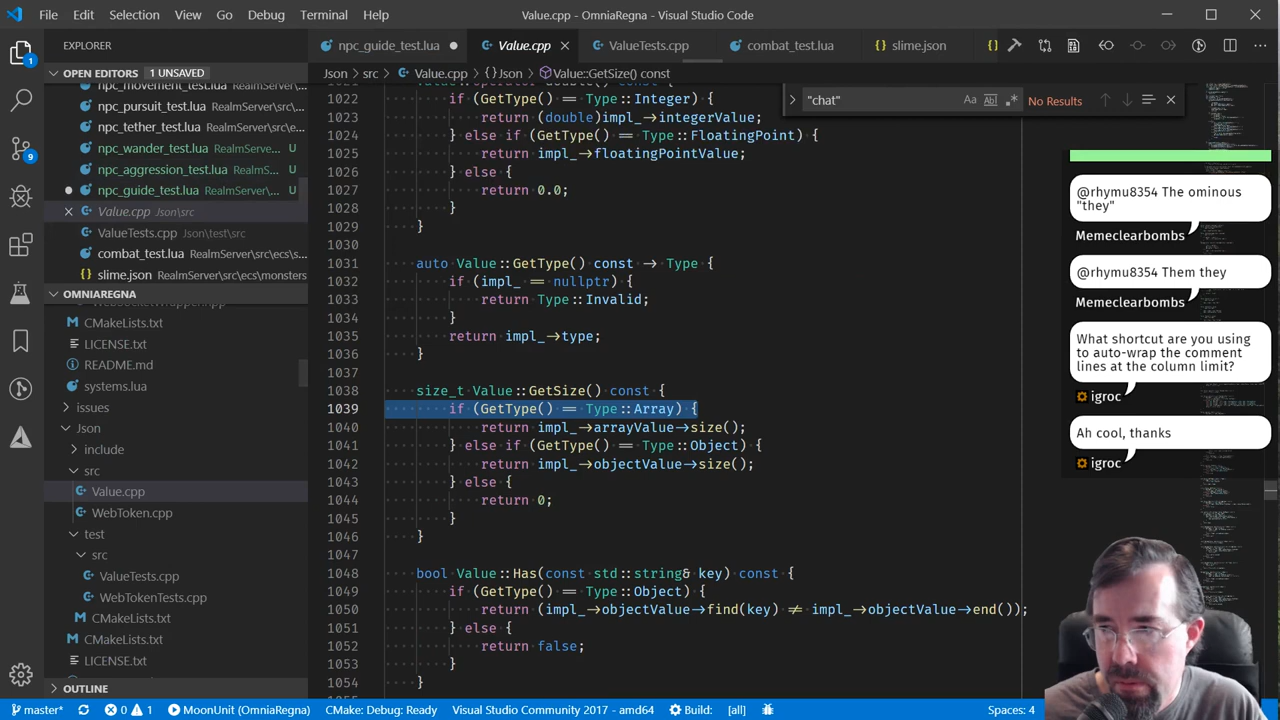 File Edit Selection View Go Debug Terminal Help
Value.cpp - OmniaRegna - Visual Studio Code
EXPLORER
npc_guide_test.lua
Value.cpp
ValueTests.cpp
combat_test.lua
slime.json
OPEN EDITORS 1 UNSAVED
Json > src > Value.cpp > {} Json > Value::GetSize() const
npc_movement_test.lua
npc_pursuit_test.lua RealmServer\src\e...
npc_tether_test.lua RealmServer\src\ec...
npc_wander_test.lua RealmServe... U
npc_aggression_test.lua RealmS... U
npc_guide_test.lua RealmServer\... U
Value.cpp Json\src
ValueTests.cpp Json\test\src
combat_test.lua RealmServer\src\ecs...
slime.json RealmServer\src\ecs\monsters
OMNIAREGNA
CMakeLists.txt
LICENSE.txt
README.md
systems.lua
issues
Json
include
src
Value.cpp
WebToken.cpp
test
src
ValueTests.cpp
WebTokenTests.cpp
CMakeLists.txt
CMakeLists.txt
LICENSE.txt
OUTLINE
"chat"
Aa Abl .* No Results
1022 if (GetType() == Type::Integer) {
1023 return (double)impl_->integerValue;
1024 } else if (GetType() == Type::FloatingPoint) {
1025 return impl_->floatingPointValue;
1026 } else {
1027 return 0.0;
1028 }
1029 }
1030
1031 auto Value::GetType() const -> Type {
1032 if (impl_ == nullptr) {
1033 return Type::Invalid;
1034 }
1035 return impl_->type;
1036 }
1037
1038 size_t Value::GetSize() const {
1039 if (GetType() == Type::Array) {
1040 return impl_->arrayValue->size();
1041 } else if (GetType() == Type::Object) {
1042 return impl_->objectValue->size();
1043 } else {
1044 return 0;
1045 }
1046 }
1047
1048 bool Value::Has(const std::string& key) const {
1049 if (GetType() == Type::Object) {
1050 return (impl_->objectValue->find(key) != impl_->objectValue->end());
1051 } else {
1052 return false;
1053 }
1054 }
@rhymu8354 The ominous
"they"
Memeclearbombs
@rhymu8354 Them they
Memeclearbombs
What shortcut are you using
to auto-wrap the comment
lines at the column limit?
igroc
Ah cool, thanks
igroc
master* 0 1 MoonUnit (OmniaRegna) CMake: Debug: Ready Visual Studio Community 2017 - amd64 Build: [all] Spaces: 4